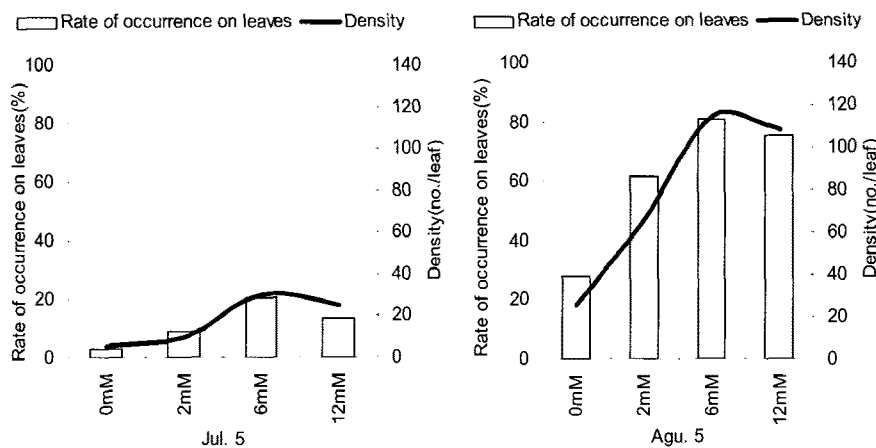 Rate of occurrence on leaves Density
Rate of occurrence on leaves(%)
100
80
60
40
20
0
140
120
100
80
60
40
20
0
Density(no./leaf)
0mM
2mM
6mM
12mM
Jul. 5
Rate of occurrence on leaves Density
Rate of occurrence on leaves(%)
100
80
60
40
20
0
140
120
100
80
60
40
20
0
Density(no./leaf)
0mM
2mM
6mM
12mM
Agu. 5